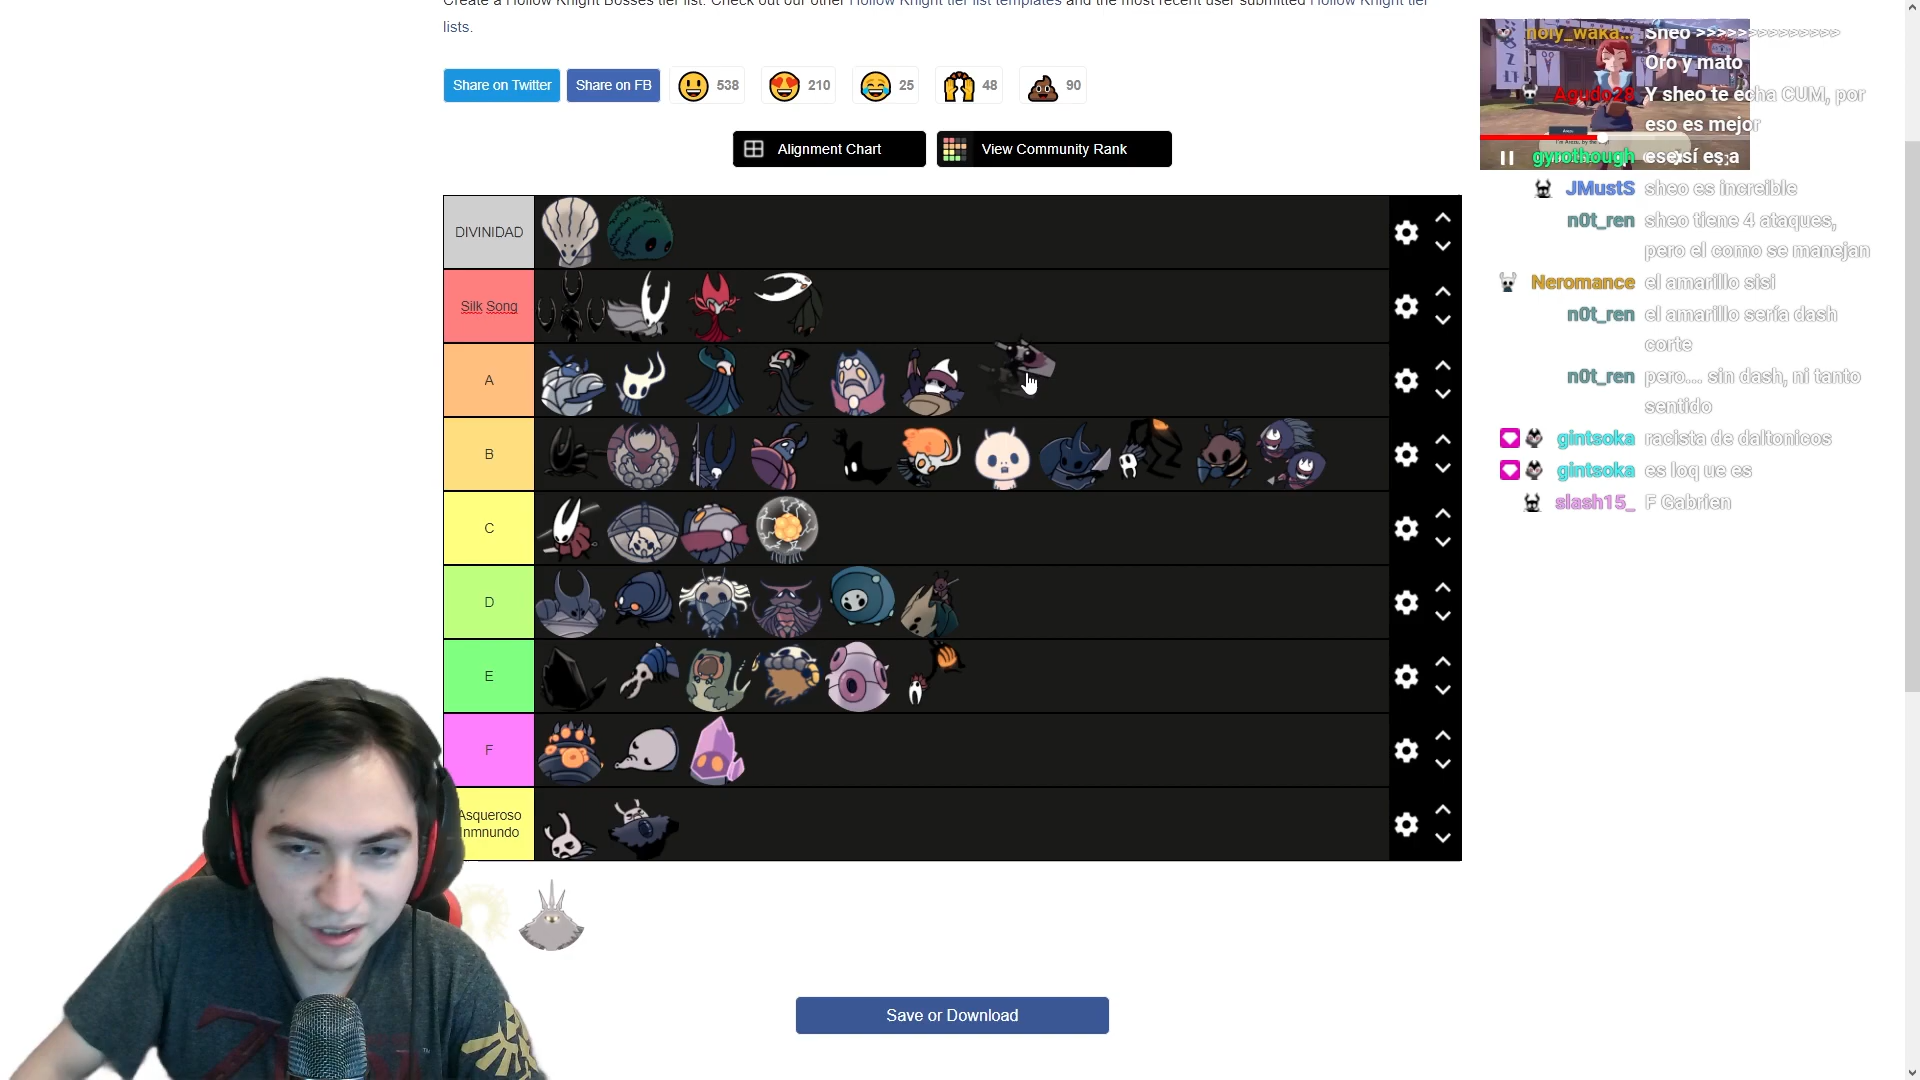 Create a Hollow Knight Bosses tier list. Check out our other Hollow Knight tier list templates and the most recent user submitted Hollow Knight tier
lists.
Share on Twitter
Share on FB
538
210
25
48
90
Alignment Chart
View Community Rank
DIVINIDAD
Silk Song
A
B
C
D
E
F
Asqueroso
Inmnundo
Save or Download
Sheo >>>>>>>>>>>>>>
Oro y mato
Agudo28 Y sheo te echa CUM, por
eso es mejor
gyrothough ese sí es a
JMustS sheo es increible
n0t_ren sheo tiene 4 ataques,
pero el como se manejan
Neromance el amarillo sisi
n0t_ren el amarillo sería dash
corte
n0t_ren pero.... sin dash, ni tanto
sentido
gintsoka racista de daltonicos
gintsoka es loq ue es
slash15_ F Gabrien